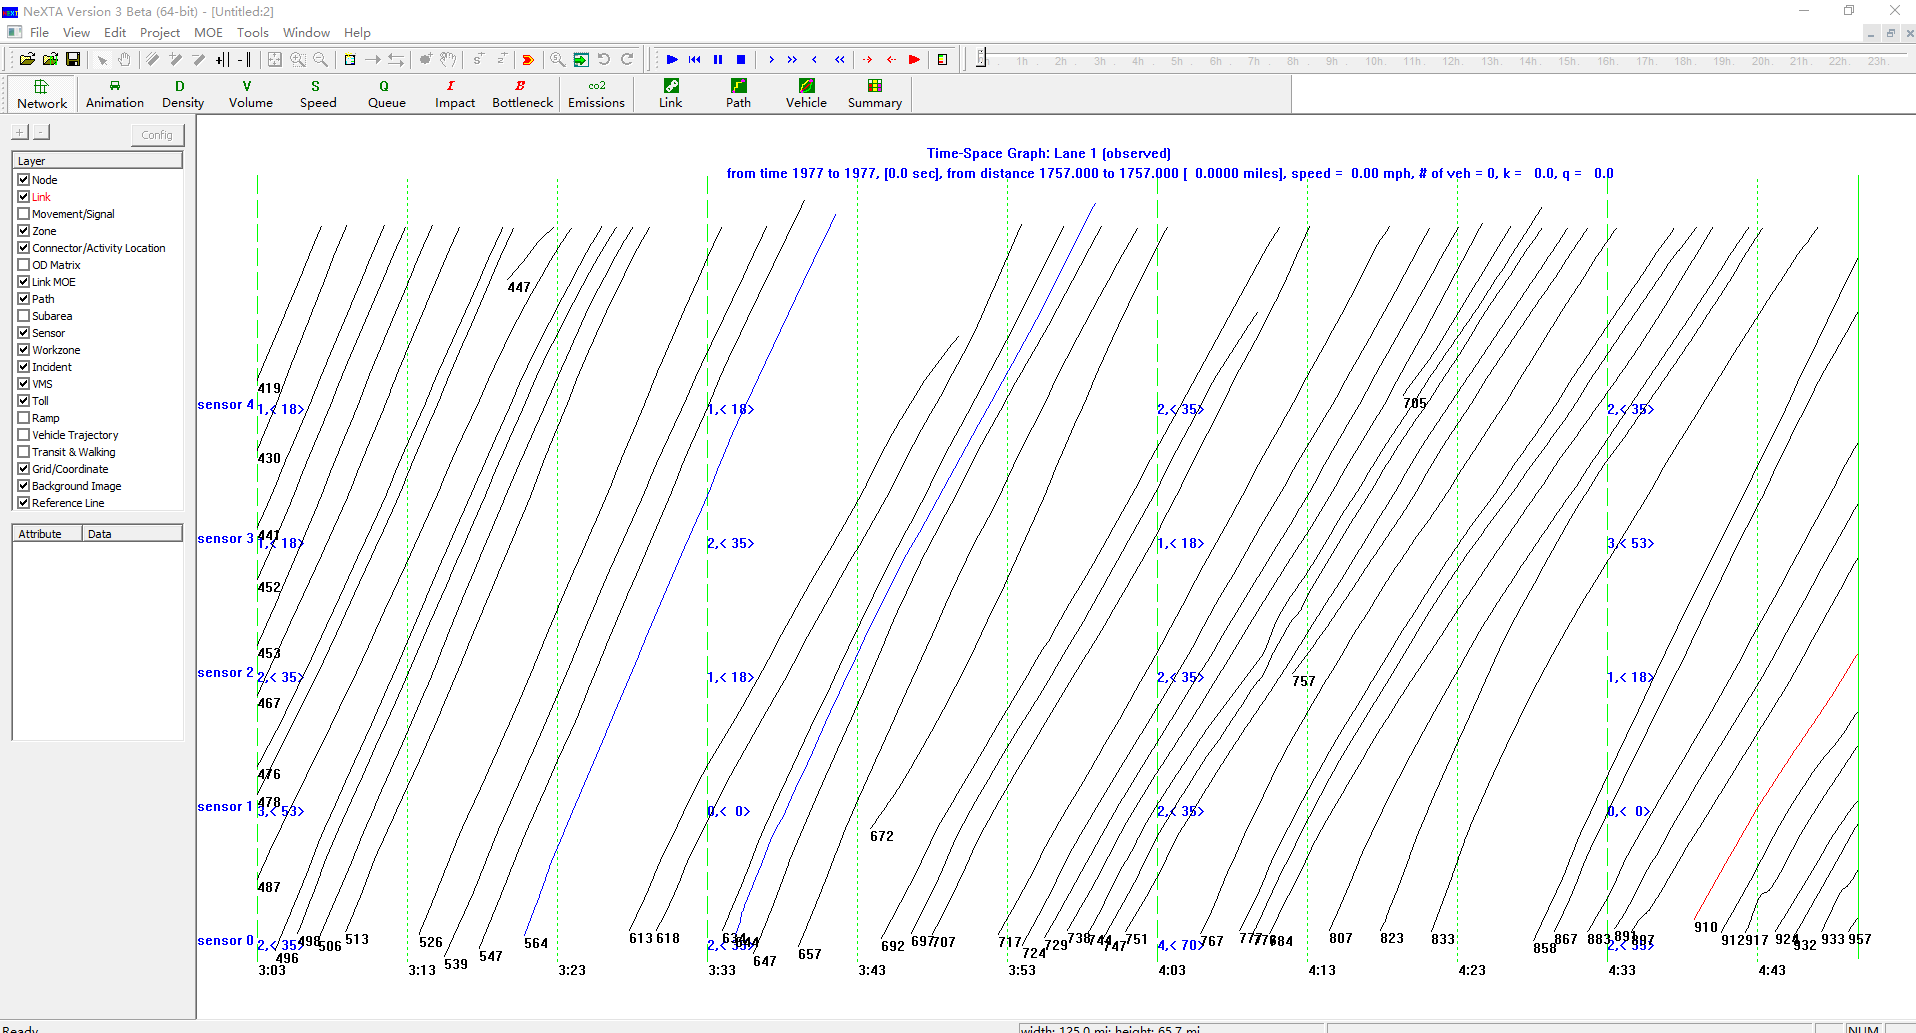 NeXTA Version 3 Beta (64-bit) - [Untitled:2]
File View Edit Project MOE Tools Window Help
1h. 2h. 3h. 4h. 5h. 6h. 7h. 8h. 9h. 10h. 11h. 12h. 13h. 14h. 15h. 16h. 17h. 18h. 19h. 20h. 21h. 22h. 23h.
D V S Q I B co2
Network Animation Density Volume Speed Queue Impact Bottleneck Emissions Link Path Vehicle Summary
+ - Config
Layer
Node
Link
Movement/Signal
Zone
Connector/Activity Location
OD Matrix
Link MOE
Path
Subarea
Sensor
Workzone
Incident
VMS
Toll
Ramp
Vehicle Trajectory
Transit & Walking
Grid/Coordinate
Background Image
Reference Line
Attribute Data
Time-Space Graph: Lane 1 (observed)
from time 1977 to 1977, [0.0 sec], from distance 1757.000 to 1757.000 [ 0.0000 miles], speed = 0.00 mph, # of veh = 0, k = 0.0, q = 0.0
447
419
705
sensor 4 1,< 18> 1,< 18> 2,< 35> 2,< 35>
430
441
sensor 3 1,< 18> 2,< 35> 1,< 18> 3,< 53>
452
453
sensor 2 2,< 35> 1,< 18> 2,< 35> 1,< 18>
757
467
476
478
sensor 1 3,< 53> 0,< 0> 2,< 35> 0,< 0>
672
487
910
sensor 0 2,< 35> 2,< 35> 4,< 70> 2,< 35>
496 498 506 513 526 539 547 564 613 618 634 644 647 657 692 697 707 717 724 729 738 744 747 751 767 777 776 784 807 823 833 858 867 883 891 897 912 917 924 932 933 957
3:03 3:13 3:23 3:33 3:43 3:53 4:03 4:13 4:23 4:33 4:43
Ready width: 125.0 mi; height: 65.7 mi NUM